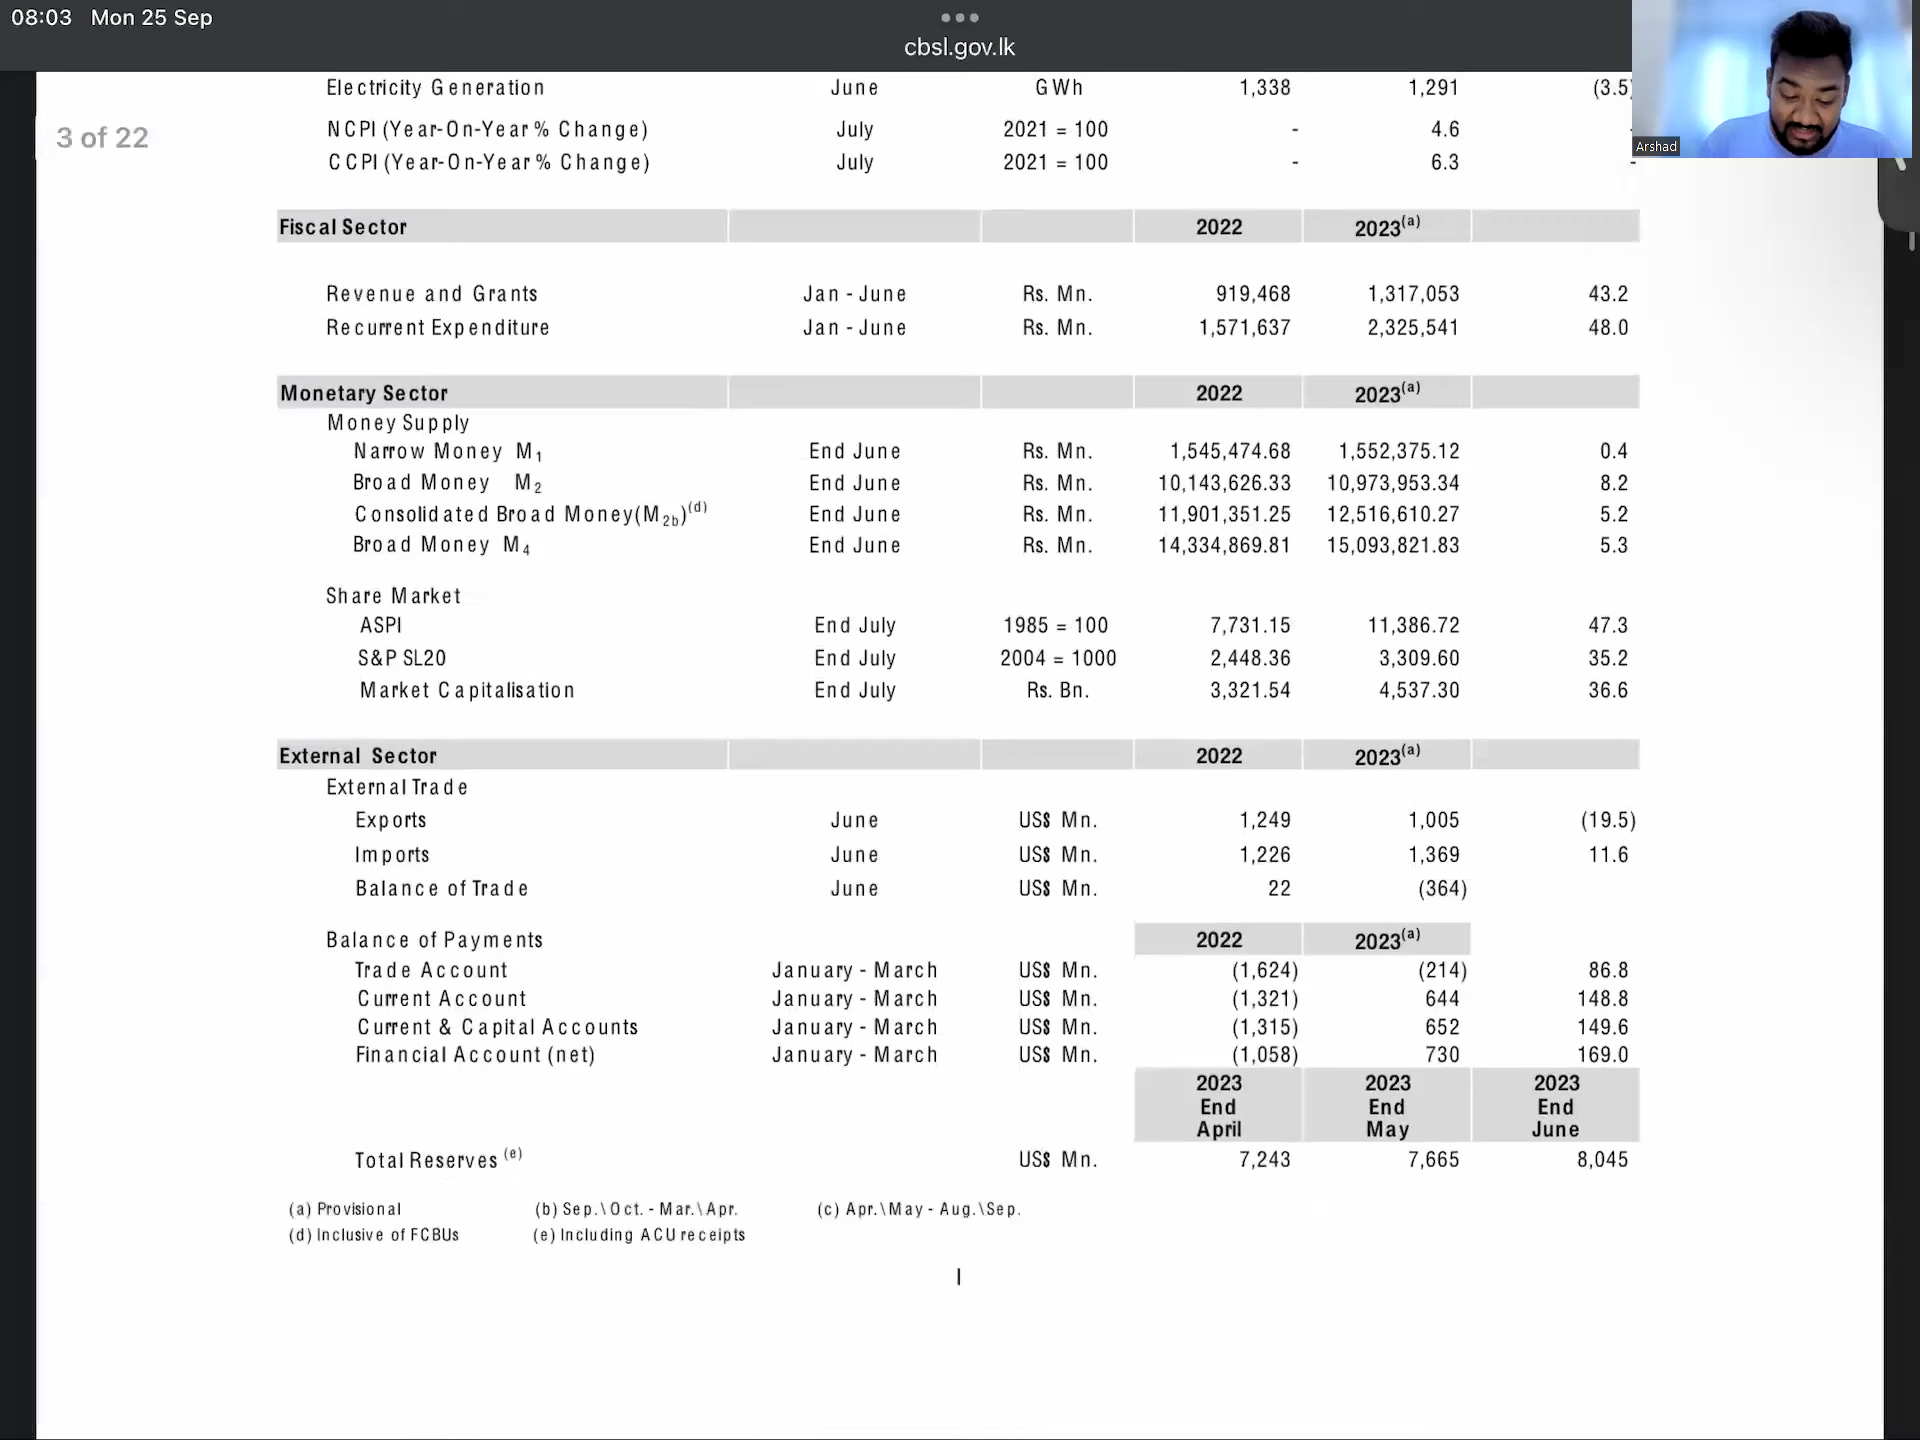 08:03 Mon 25 Sep
cbsl.gov.lk
Arshad
3 of 22
Electricity Generation June GWh 1,338 1,291 (3.5)
NCPI (Year-On-Year % Change) July 2021 = 100 - 4.6 -
CCPI (Year-On-Year % Change) July 2021 = 100 - 6.3 -
Fiscal Sector 2022 2023(a)
Revenue and Grants Jan - June Rs. Mn. 919,468 1,317,053 43.2
Recurrent Expenditure Jan - June Rs. Mn. 1,571,637 2,325,541 48.0
Monetary Sector 2022 2023(a)
Money Supply
Narrow Money M1 End June Rs. Mn. 1,545,474.68 1,552,375.12 0.4
Broad Money M2 End June Rs. Mn. 10,143,626.33 10,973,953.34 8.2
Consolidated Broad Money(M2b)(d) End June Rs. Mn. 11,901,351.25 12,516,610.27 5.2
Broad Money M4 End June Rs. Mn. 14,334,869.81 15,093,821.83 5.3
Share Market
ASPI End July 1985 = 100 7,731.15 11,386.72 47.3
S&P SL20 End July 2004 = 1000 2,448.36 3,309.60 35.2
Market Capitalisation End July Rs. Bn. 3,321.54 4,537.30 36.6
External Sector 2022 2023(a)
External Trade
Exports June US$ Mn. 1,249 1,005 (19.5)
Imports June US$ Mn. 1,226 1,369 11.6
Balance of Trade June US$ Mn. 22 (364)
Balance of Payments 2022 2023(a)
Trade Account January - March US$ Mn. (1,624) (214) 86.8
Current Account January - March US$ Mn. (1,321) 644 148.8
Current & Capital Accounts January - March US$ Mn. (1,315) 652 149.6
Financial Account (net) January - March US$ Mn. (1,058) 730 169.0
2023 2023 2023
End End End
April May June
Total Reserves (e) US$ Mn. 7,243 7,665 8,045
(a) Provisional (b) Sep.\Oct. - Mar.\Apr. (c) Apr.\May - Aug.\Sep.
(d) Inclusive of FCBUs (e) Including ACU receipts
I